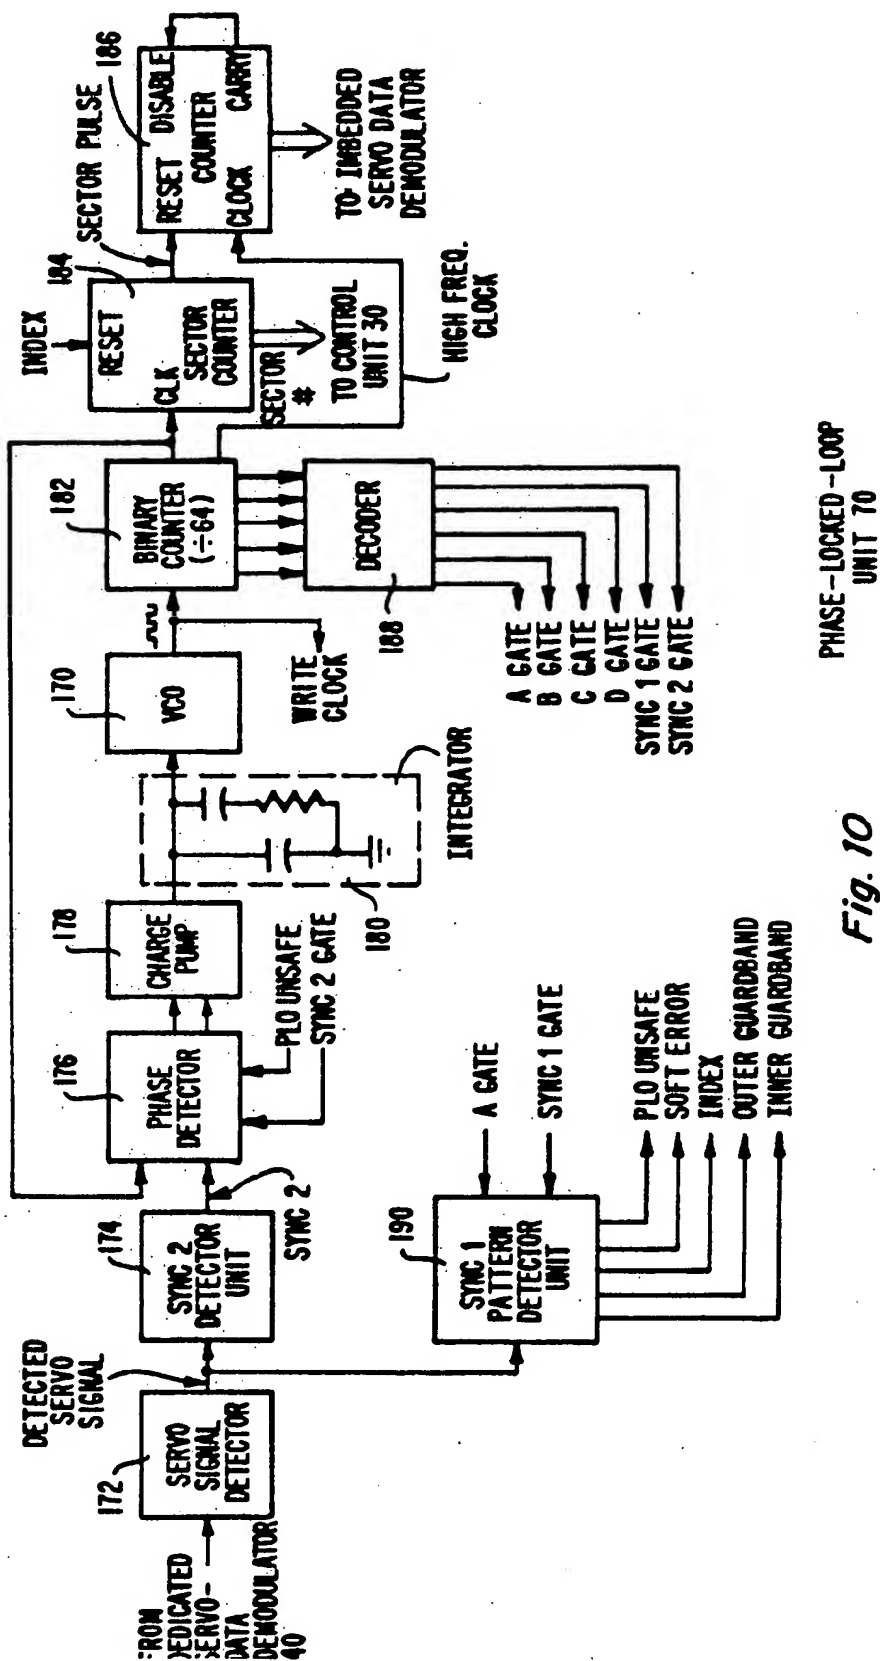 FROM
DEDICATED
SERVO-
DATA
DEMODULATOR
40
172
SERVO
SIGNAL
DETECTOR
DETECTED
SERVO
SIGNAL
174
SYNC 2
DETECTOR
UNIT
SYNC 2
176
PHASE
DETECTOR
PLO UNSAFE
SYNC 2 GATE
178
CHARGE
PUMP
180
INTEGRATOR
170
VCO
WRITE
CLOCK
182
BINARY
COUNTER
(÷64)
188
DECODER
A GATE
B GATE
C GATE
D GATE
SYNC 1 GATE
SYNC 2 GATE
INDEX
184
RESET
CLK
SECTOR
COUNTER
SECTOR
#
TO CONTROL
UNIT 30
SECTOR PULSE
186
RESET DISABLE
COUNTER
CLOCK CARRY
HIGH FREQ.
CLOCK
TO IMBEDDED
SERVO DATA
DEMODULATOR
190
SYNC 1
PATTERN
DETECTOR
UNIT
A GATE
SYNC 1 GATE
PLO UNSAFE
SOFT ERROR
INDEX
OUTER GUARDBAND
INNER GUARDBAND
PHASE-LOCKED-LOOP
UNIT 70
Fig. 10